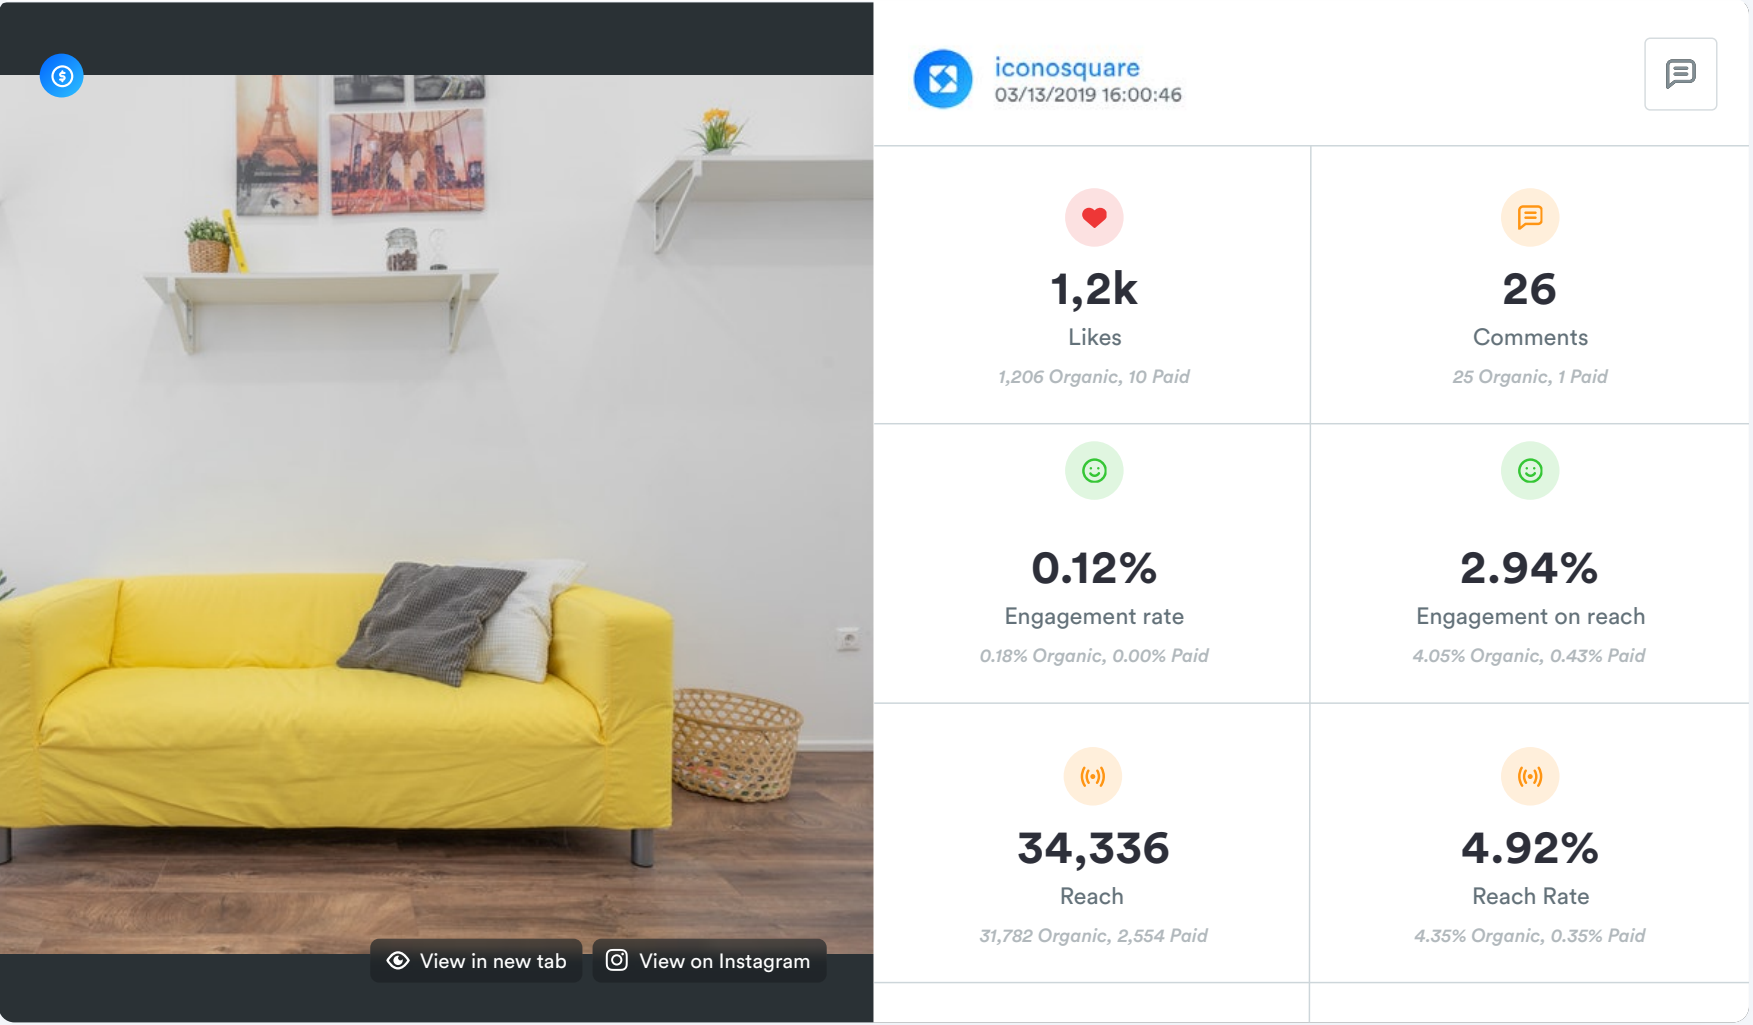 iconosquare
03/13/2019 16:00:46
1,2k
Likes
1,206 Organic, 10 Paid
26
Comments
25 Organic, 1 Paid
0.12%
Engagement rate
0.18% Organic, 0.00% Paid
2.94%
Engagement on reach
4.05% Organic, 0.43% Paid
34,336
Reach
31,782 Organic, 2,554 Paid
4.92%
Reach Rate
4.35% Organic, 0.35% Paid
View in new tab
View on Instagram